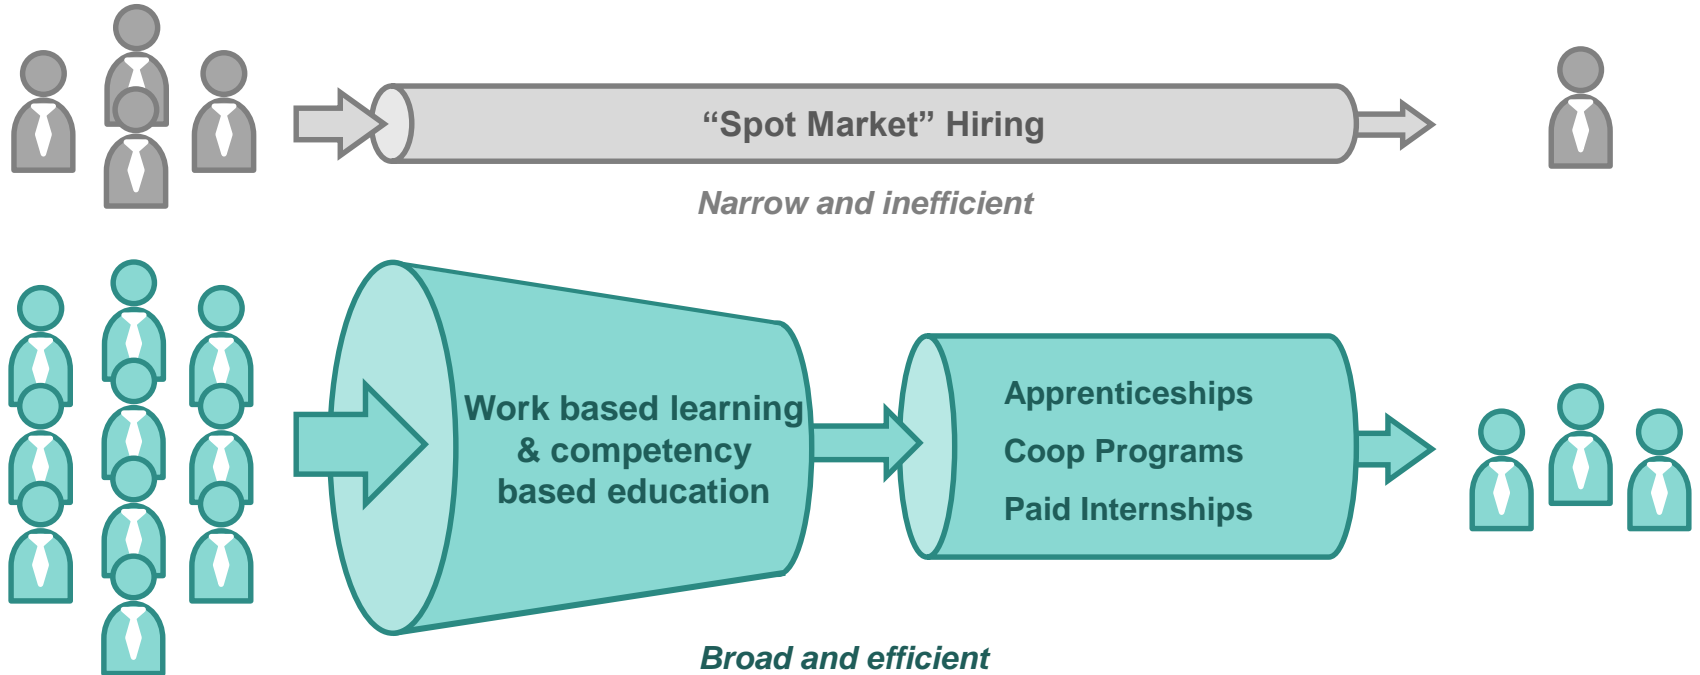 “Spot Market” Hiring
Narrow and inefficient
Work based learning
& competency
based education
Apprenticeships
Coop Programs
Paid Internships
Broad and efficient